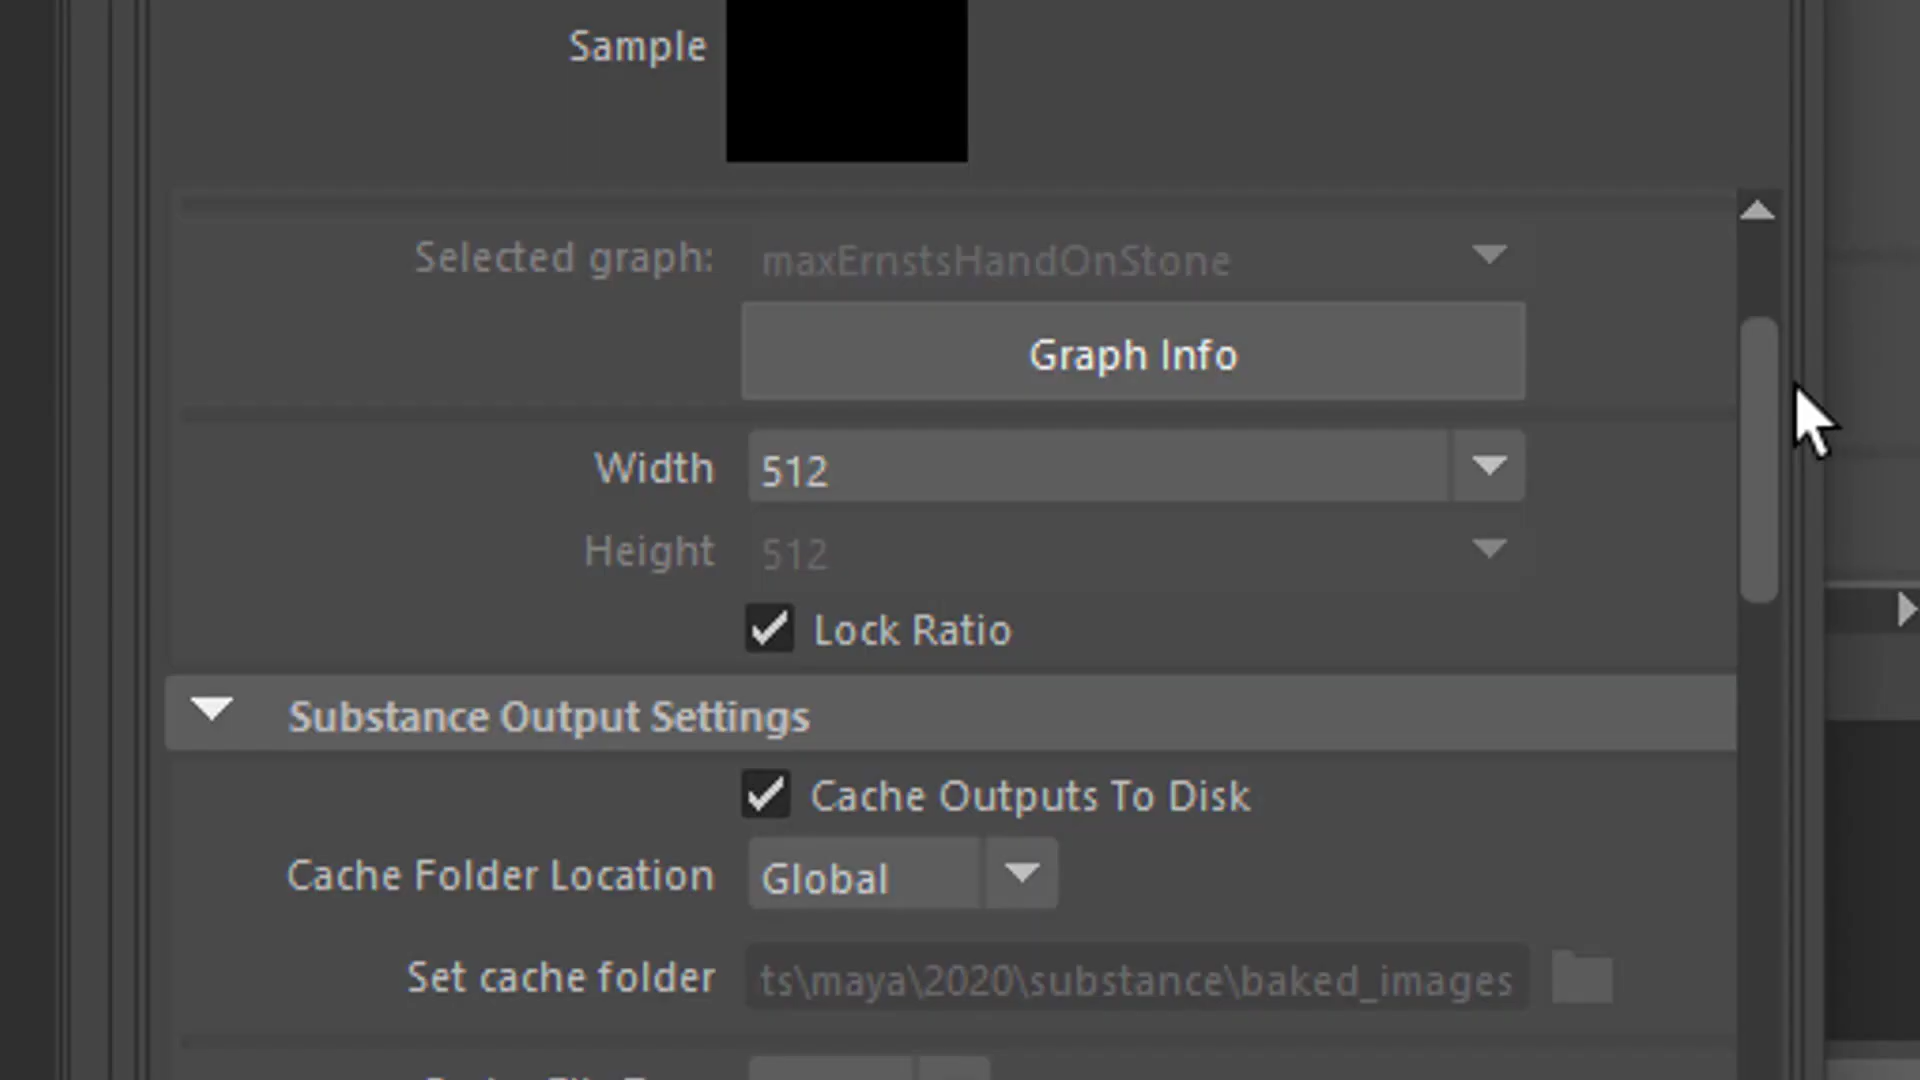 Sample
Selected graph: maxErnstsHandOnStone
Graph Info
Width 512
Height 512
Lock Ratio
Substance Output Settings
Cache Outputs To Disk
Cache Folder Location Global
Set cache folder ts\maya\2020\substance\baked_images